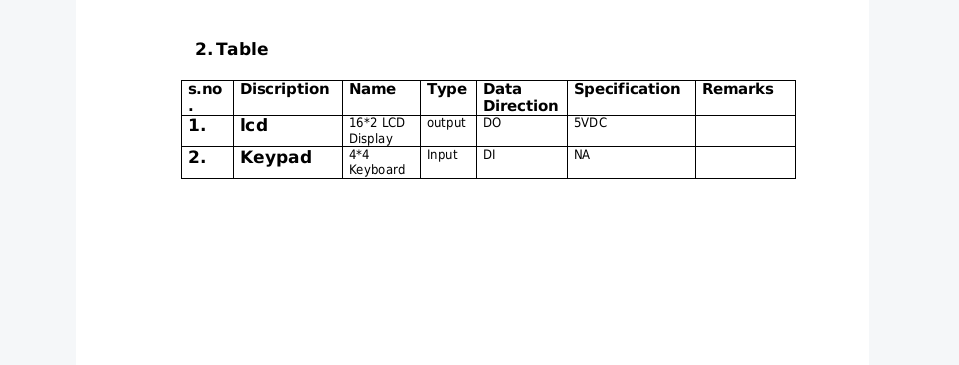 2. Table
s.no. Discription Name Type Data Direction Specification Remarks
1. lcd 16*2 LCD Display output DO 5VDC
2. Keypad 4*4 Keyboard Input DI NA